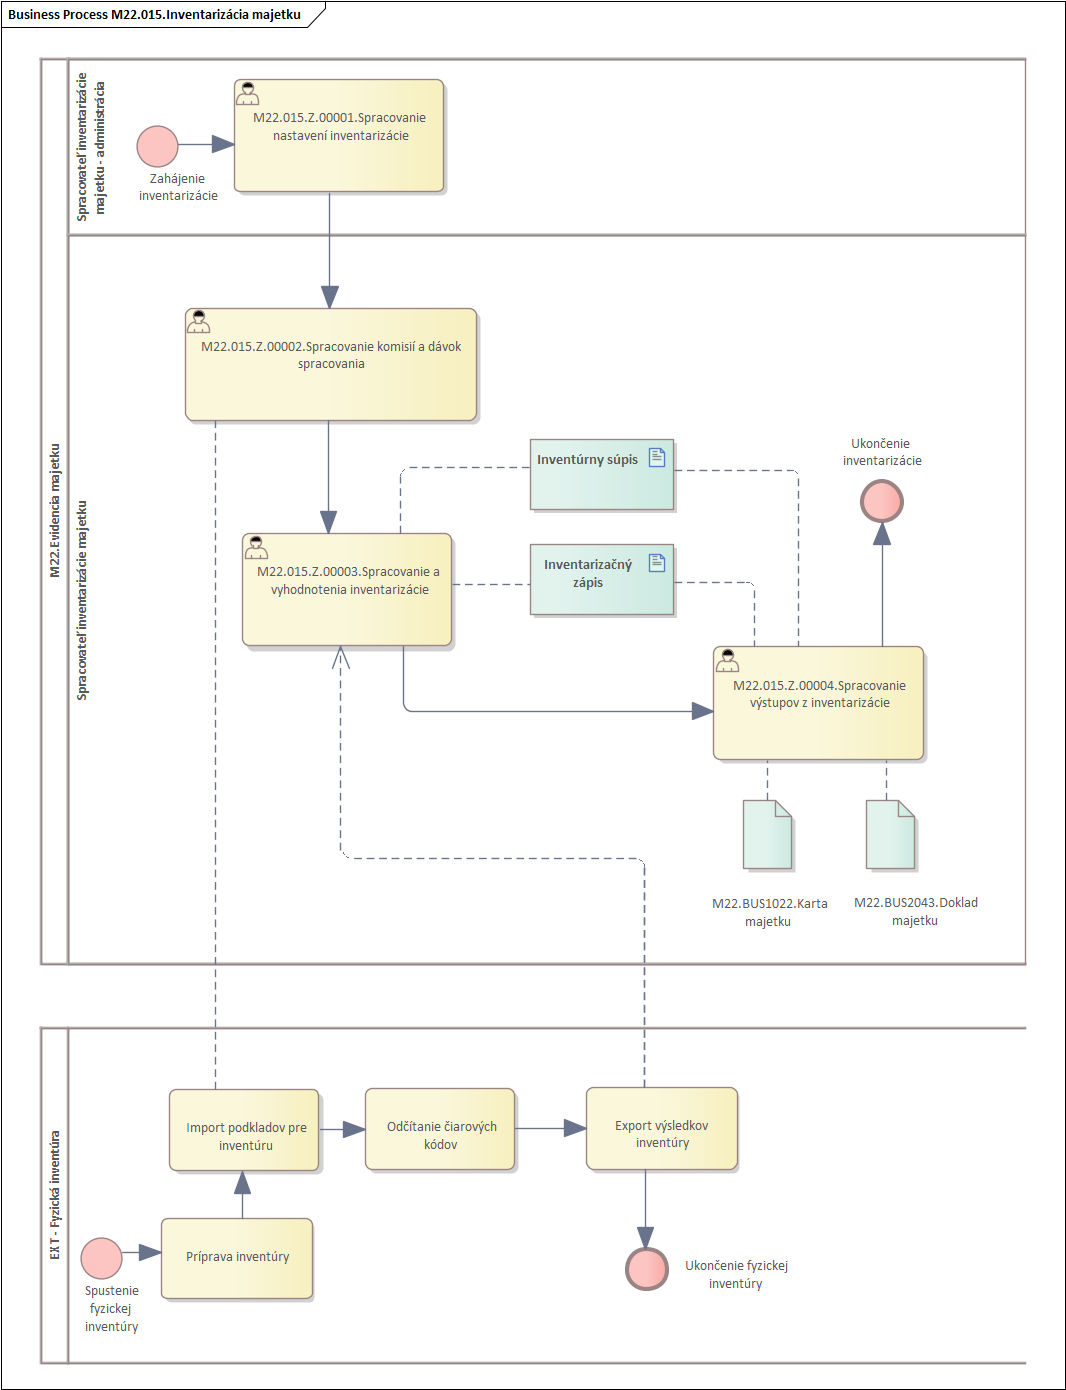 Business Process M22.015.Inventarizácia majetku
M22.Evidencia majetku
Spracovateľ inventarizácie
majetku - administrácia
M22.015.Z.00001.Spracovanie
nastavení inventarizácie
Zahájenie
inventarizácie
Spracovateľ inventarizácie majetku
M22.015.Z.00002.Spracovanie komisií a dávok
spracovania
Inventúrny súpis
Ukončenie
inventarizácie
M22.015.Z.00003.Spracovanie a
vyhodnotenia inventarizácie
Inventarizačný
zápis
M22.015.Z.00004.Spracovanie
výstupov z inventarizácie
M22.BUS1022.Karta
majetku
M22.BUS2043.Doklad
majetku
EXT - Fyzická inventúra
Import podkladov pre
inventúru
Odčítanie čiarových
kódov
Export výsledkov
inventúry
Príprava inventúry
Spustenie
fyzickej
inventúry
Ukončenie fyzickej
inventúry